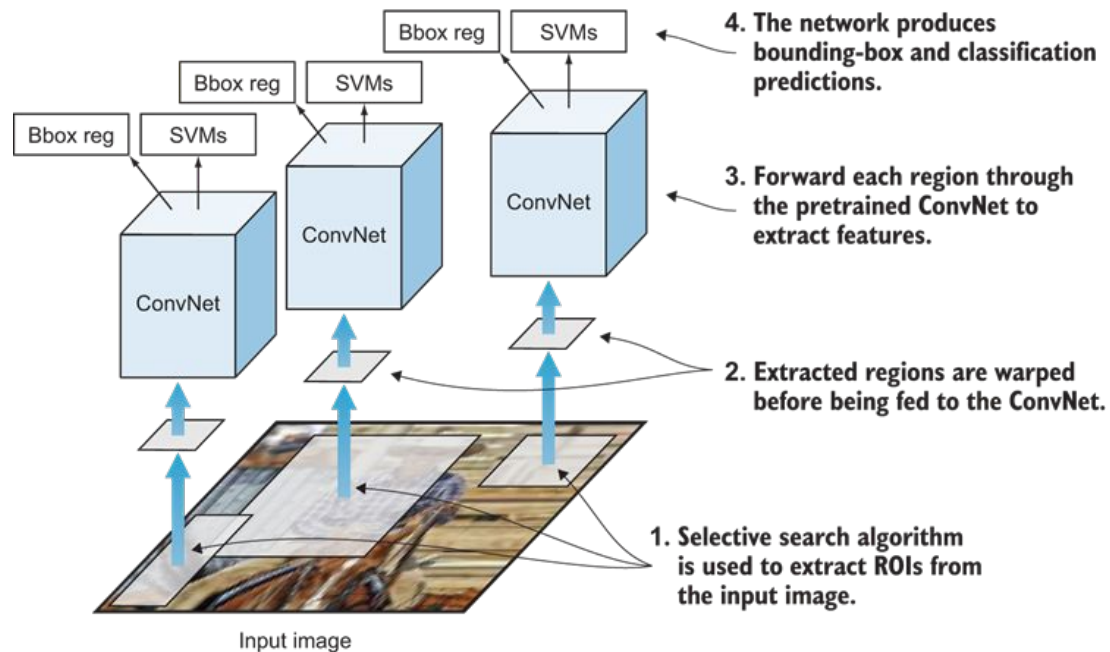 Bbox reg
SVMs
4. The network produces
bounding-box and classification
predictions.
Bbox reg
SVMs
Bbox reg
SVMs
ConvNet
3. Forward each region through
the pretrained ConvNet to
extract features.
ConvNet
ConvNet
2. Extracted regions are warped
before being fed to the ConvNet.
1. Selective search algorithm
is used to extract ROIs from
the input image.
Input image